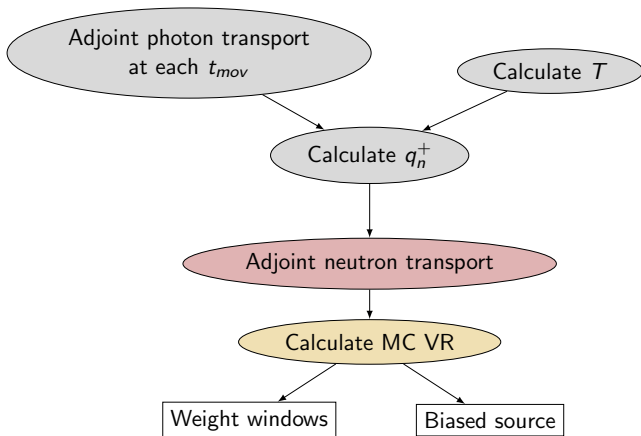 Adjoint photon transport
at each t_mov
Calculate T
Calculate q_n^+
Adjoint neutron transport
Calculate MC VR
Weight windows
Biased source